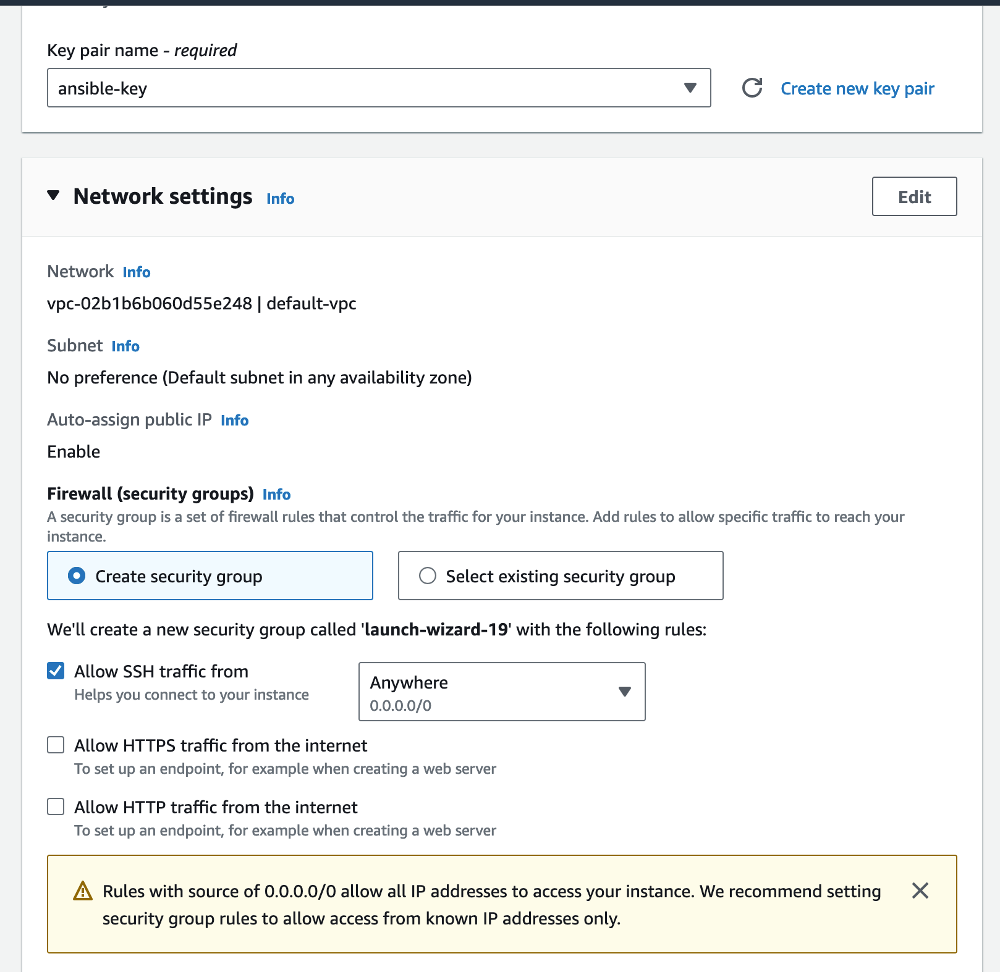 Key pair name - required
ansible-key
Create new key pair
Network settings Info
Edit
Network Info
vpc-02b1b6b060d55e248 | default-vpc
Subnet Info
No preference (Default subnet in any availability zone)
Auto-assign public IP Info
Enable
Firewall (security groups) Info
A security group is a set of firewall rules that control the traffic for your instance. Add rules to allow specific traffic to reach your
instance.
Create security group
Select existing security group
We'll create a new security group called 'launch-wizard-19' with the following rules:
Allow SSH traffic from
Helps you connect to your instance
Anywhere
0.0.0.0/0
Allow HTTPS traffic from the internet
To set up an endpoint, for example when creating a web server
Allow HTTP traffic from the internet
To set up an endpoint, for example when creating a web server
Rules with source of 0.0.0.0/0 allow all IP addresses to access your instance. We recommend setting
security group rules to allow access from known IP addresses only.